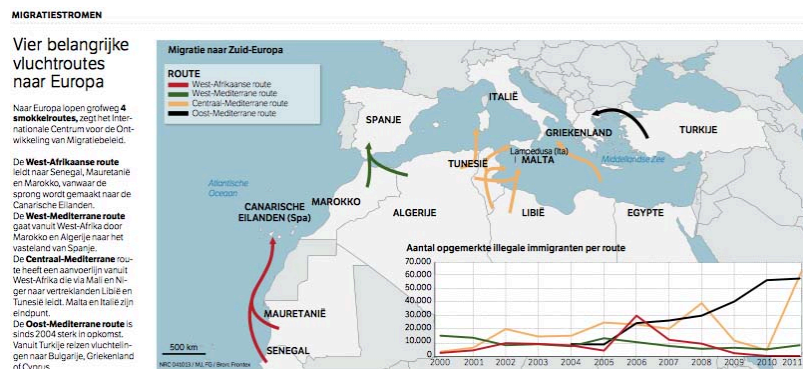 MIGRATIESTROMEN
Vier belangrijke
vluchtroutes
naar Europa
Naar Europa lopen grofweg 4
smokkelroutes, zegt het Inter-
nationale Centrum voor de Ont-
wikkeling van Migratiebeleid.
De West-Afrikaanse route
leidt naar Senegal, Mauretanië
en Marokko, vanwaar de
sprong wordt gemaakt naar de
Canarische Eilanden.
De West-Mediterrane route
gaat vanuit West-Afrika door
Marokko en Algerije naar het
vasteland van Spanje.
De Centraal-Mediterrane rou-
te heeft een aanvoerlijn vanuit
West-Afrika die via Mali en Ni-
ger naar vertreklanden Libië en
Tunesië leidt. Malta en Italië zijn
eindpunt.
De Oost-Mediterrane route is
sinds 2004 sterk in opkomst.
Vanuit Turkije reizen vluchtelin-
gen naar Bulgarije, Griekenland
of Cyprus.
Migratie naar Zuid-Europa
ROUTE
West-Afrikaanse route
West-Mediterrane route
Centraal-Mediterrane route
Oost-Mediterrane route
ITALIË
SPANJE
GRIEKENLAND
TURKIJE
Lampedusa (Ita)
TUNESIË
MALTA
Middellandse Zee
Atlantische
Oceaan
CANARISCHE
EILANDEN (Spa)
MAROKKO
ALGERIJE
LIBIË
EGYPTE
MAURETANIË
SENEGAL
500 km
NRC 041013 / MJ, FG / Bron: Frontex
Aantal opgemerkte illegale immigranten per route
70.000
60.000
50.000
40.000
30.000
20.000
10.000
0
2000 2001 2002 2003 2004 2005 2006 2007 2008 2009 2010 2011